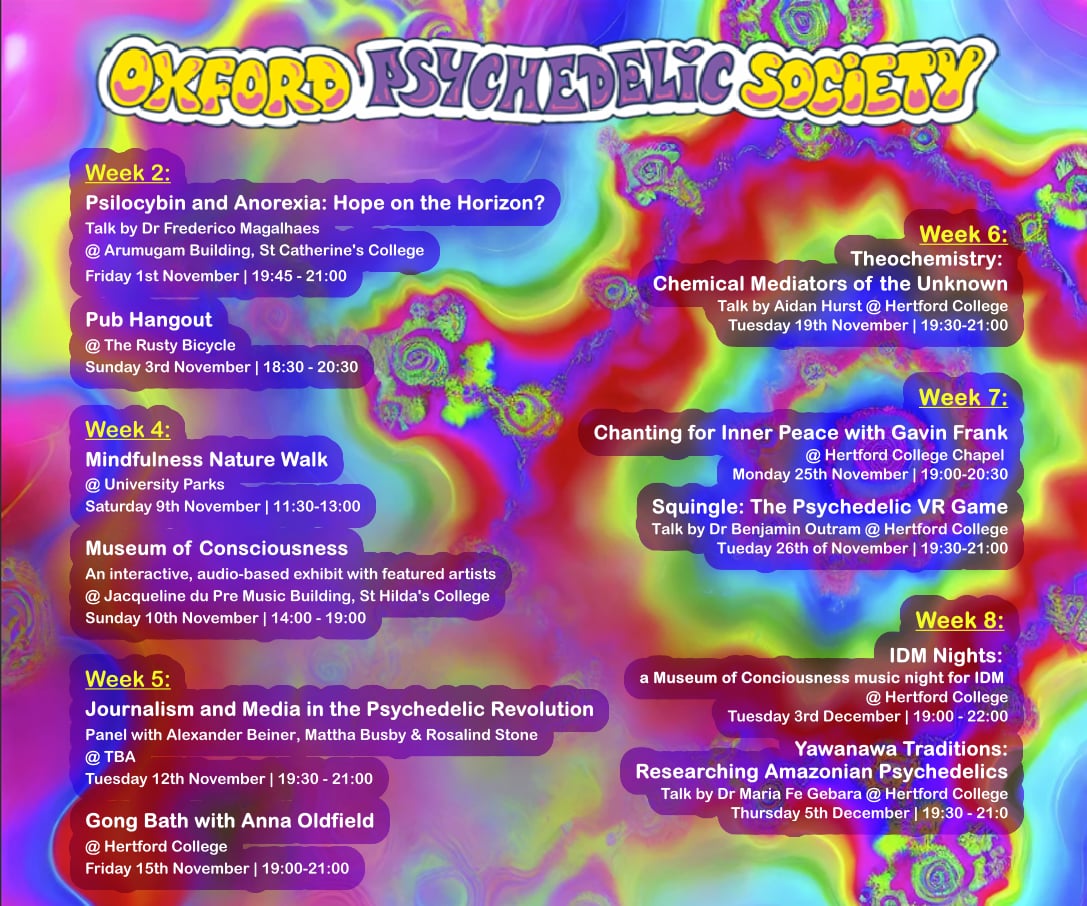 OXFORD PSYCHEDELIC SOCIETY
Week 2:
Psilocybin and Anorexia: Hope on the Horizon?
Talk by Dr Frederico Magalhaes
@ Arumugam Building, St Catherine's College
Friday 1st November | 19:45 - 21:00
Pub Hangout
@ The Rusty Bicycle
Sunday 3rd November | 18:30 - 20:30
Week 4:
Mindfulness Nature Walk
@ University Parks
Saturday 9th November | 11:30-13:00
Museum of Consciousness
An interactive, audio-based exhibit with featured artists
@ Jacqueline du Pre Music Building, St Hilda's College
Sunday 10th November | 14:00 - 19:00
Week 5:
Journalism and Media in the Psychedelic Revolution
Panel with Alexander Beiner, Mattha Busby & Rosalind Stone
@ TBA
Tuesday 12th November | 19:30 - 21:00
Gong Bath with Anna Oldfield
@ Hertford College
Friday 15th November | 19:00-21:00
Week 6:
Theochemistry:
Chemical Mediators of the Unknown
Talk by Aidan Hurst @ Hertford College
Tuesday 19th November | 19:30-21:00
Week 7:
Chanting for Inner Peace with Gavin Frank
@ Hertford College Chapel
Monday 25th November | 19:00-20:30
Squingle: The Psychedelic VR Game
Talk by Dr Benjamin Outram @ Hertford College
Tueday 26th of November | 19:30-21:00
Week 8:
IDM Nights:
a Museum of Conciousness music night for IDM
@ Hertford College
Tuesday 3rd December | 19:00 - 22:00
Yawanawa Traditions:
Researching Amazonian Psychedelics
Talk by Dr Maria Fe Gebara @ Hertford College
Thursday 5th December | 19:30 - 21:0